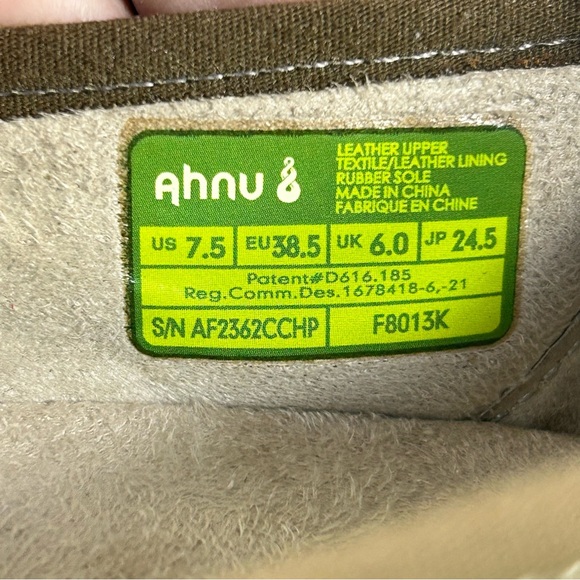 Ahnu
LEATHER UPPER
TEXTILE/LEATHER LINING
RUBBER SOLE
MADE IN CHINA
FABRIQUE EN CHINE
US 7.5 EU 38.5 UK 6.0 JP 24.5
Patent#D616.185
Reg.Comm.Des.1678418-6,-21
S/N AF2362CCHP F8013K